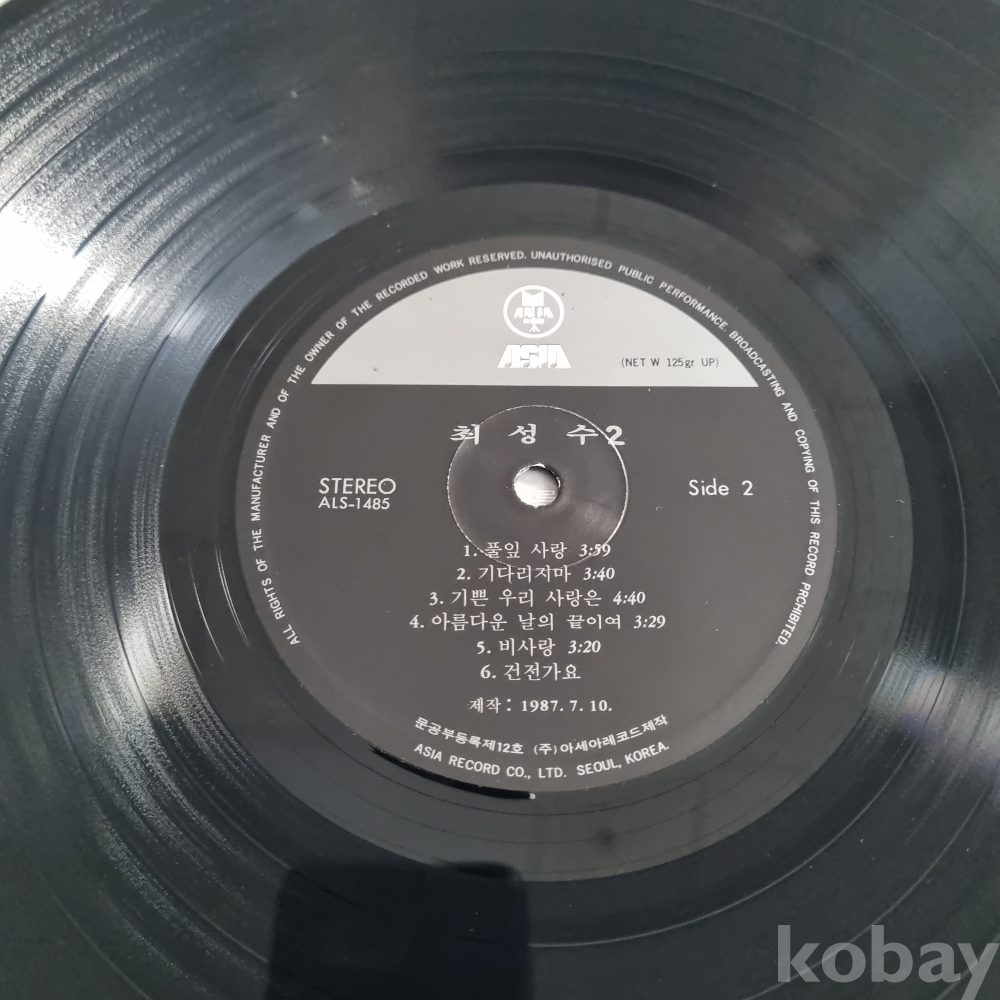 ALL RIGHTS OF THE MANUFACTURER AND OF THE OWNER OF THE RECORDED WORK RESERVED. UNAUTHORISED PUBLIC PERFORMANCE. BROADCASTING AND COPYING OF THIS RECORD PROHIBITED.
ASIA
ASIA
(NET W 125gr UP)
최 성 수2
STEREO
ALS-1485
Side 2
1. 풀잎 사랑 3:59
2. 기다리지마 3:40
3. 기쁜 우리 사랑은 4:40
4. 아름다운 날의 끝이여 3:29
5. 비사랑 3:20
6. 건전가요
제작: 1987. 7. 10.
문공부등록제12호 (주)아세아레코드제작
ASIA RECORD CO., LTD. SEOUL, KOREA.
kobay